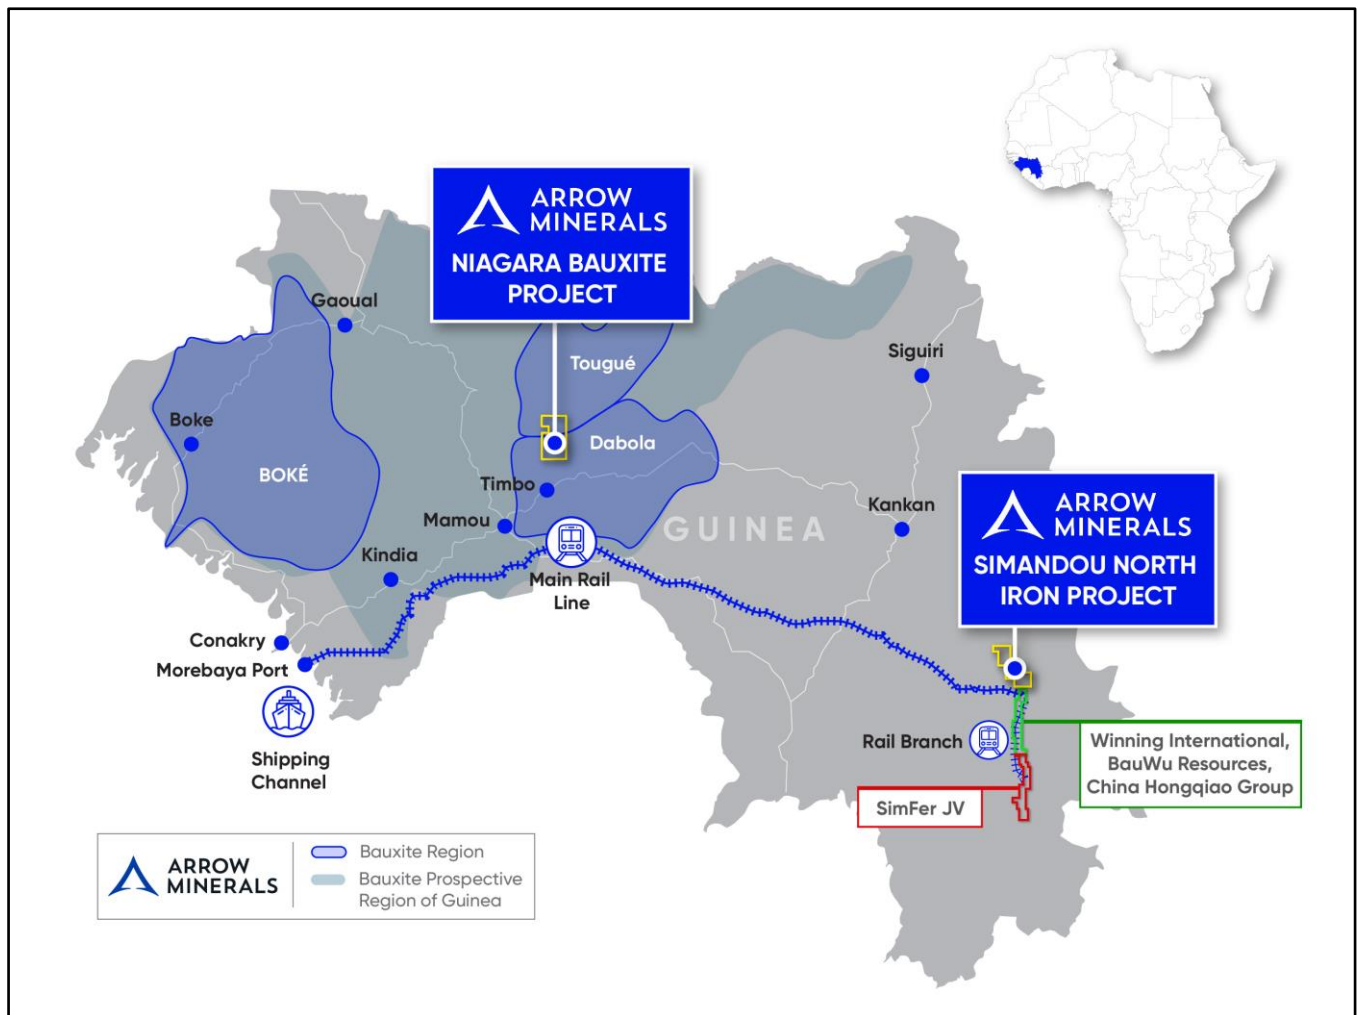 ARROW
MINERALS
NIAGARA BAUXITE
PROJECT
Gaoual
Tougué
Siguiri
Boke
Dabola
BOKÉ
Timbo
Mamou
GUINEA
Kankan
ARROW
MINERALS
SIMANDOU NORTH
IRON PROJECT
Kindia
Main Rail
Line
Conakry
Morebaya Port
Shipping
Channel
Rail Branch
Winning International,
BauWu Resources,
China Hongqiao Group
SimFer JV
ARROW
MINERALS
Bauxite Region
Bauxite Prospective
Region of Guinea